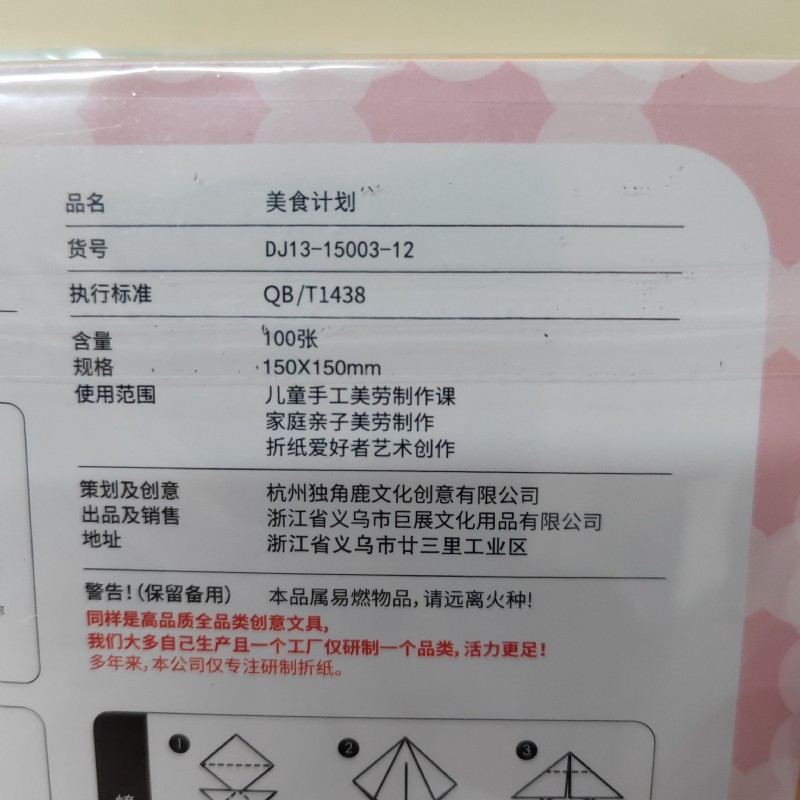 品名 美食计划
货号 DJ13-15003-12
执行标准 QB/T1438
含量 100张
规格 150X150mm
使用范围 儿童手工美劳制作课
家庭亲子美劳制作
折纸爱好者艺术创作
策划及创意 杭州独角鹿文化创意有限公司
出品及销售 浙江省义乌市巨展文化用品有限公司
地址 浙江省义乌市廿三里工业区
警告!(保留备用) 本品属易燃物品,请远离火种!
同样是高品质全品类创意文具,
我们大多自己生产且一个工厂仅研制一个品类,活力更足!
多年来,本公司仅专注研制折纸。
1 2 3